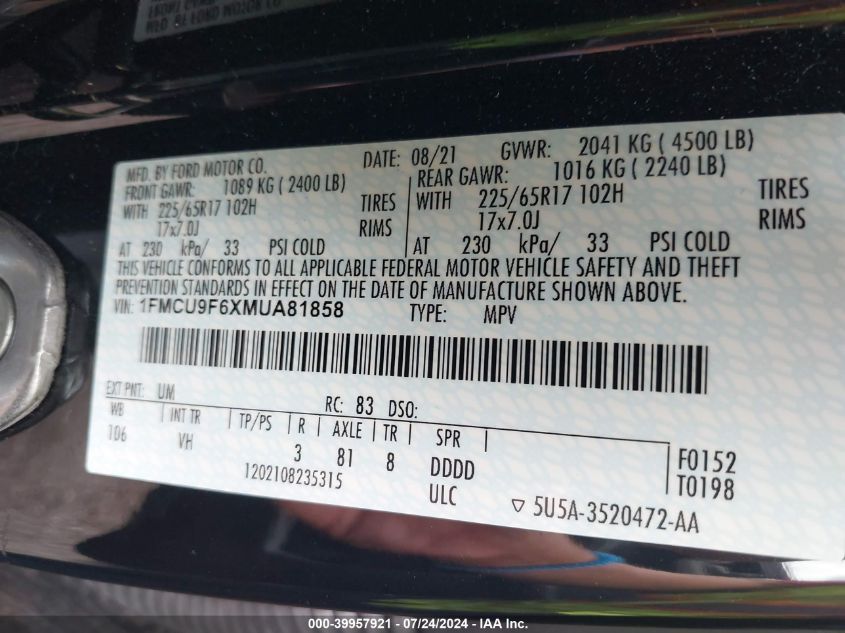 MED. BY FORD MOTOR CO
MFD. BY FORD MOTOR CO.
DATE: 08/21 GVWR: 2041 KG ( 4500 LB)
FRONT GAWR: 1089 KG ( 2400 LB)
REAR GAWR: 1016 KG ( 2240 LB)
WITH 225/65R17 102H TIRES
WITH 225/65R17 102H TIRES
17x7.0J RIMS
17x7.0J RIMS
AT 230 kPa/ 33 PSI COLD
AT 230 kPa/ 33 PSI COLD
THIS VEHICLE CONFORMS TO ALL APPLICABLE FEDERAL MOTOR VEHICLE SAFETY AND THEFT
PREVENTION STANDARDS IN EFFECT ON THE DATE OF MANUFACTURE SHOWN ABOVE.
VIN: 1FMCU9F6XMUA81858 TYPE: MPV
EXT PNT: UM RC: 83 DSO:
WB INT TR TP/PS R AXLE TR SPR
106 VH 3 81 8 DDDD
F0152
T0198
1202108235315 ULC
5U5A-3520472-AA
000-39957921 - 07/24/2024 - IAA Inc.